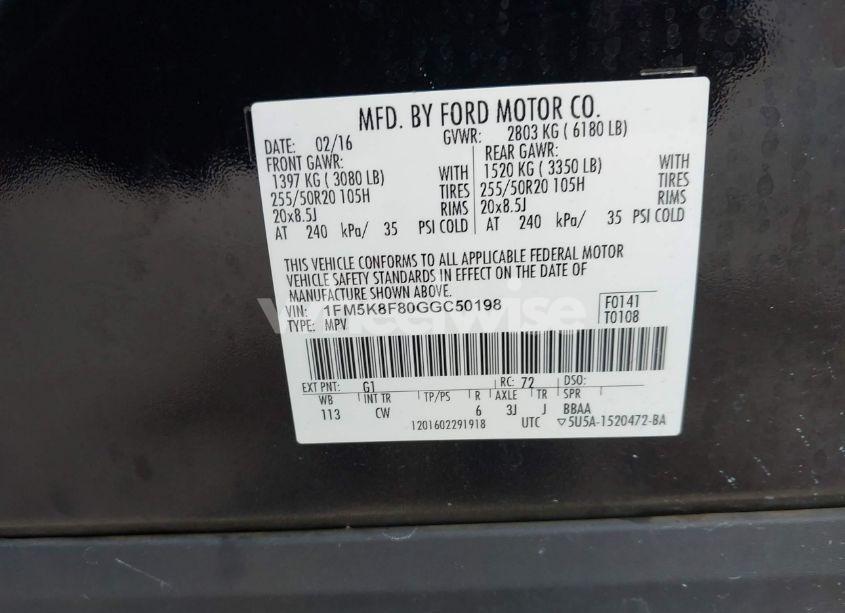 MFD. BY FORD MOTOR CO.
DATE: 02/16 GVWR: 2803 KG ( 6180 LB)
FRONT GAWR: REAR GAWR:
1397 KG ( 3080 LB) WITH 1520 KG ( 3350 LB) WITH
255/50R20 105H TIRES 255/50R20 105H TIRES
20x8.5J RIMS 20x8.5J RIMS
AT 240 kPa/ 35 PSI COLD AT 240 kPa/ 35 PSI COLD
THIS VEHICLE CONFORMS TO ALL APPLICABLE FEDERAL MOTOR
VEHICLE SAFETY STANDARDS IN EFFECT ON THE DATE OF
MANUFACTURE SHOWN ABOVE.
VIN: 1FM5K8F80GGC50198 F0141
TYPE: MPV T0108
wheelwise
EXT PNT: G1 RC: 72 DSO:
WB INT TR TP/PS R AXLE TR SPR
113 CW 6 3J J BBAA
1201602291918 UTC ▽5U5A-1520472-BA